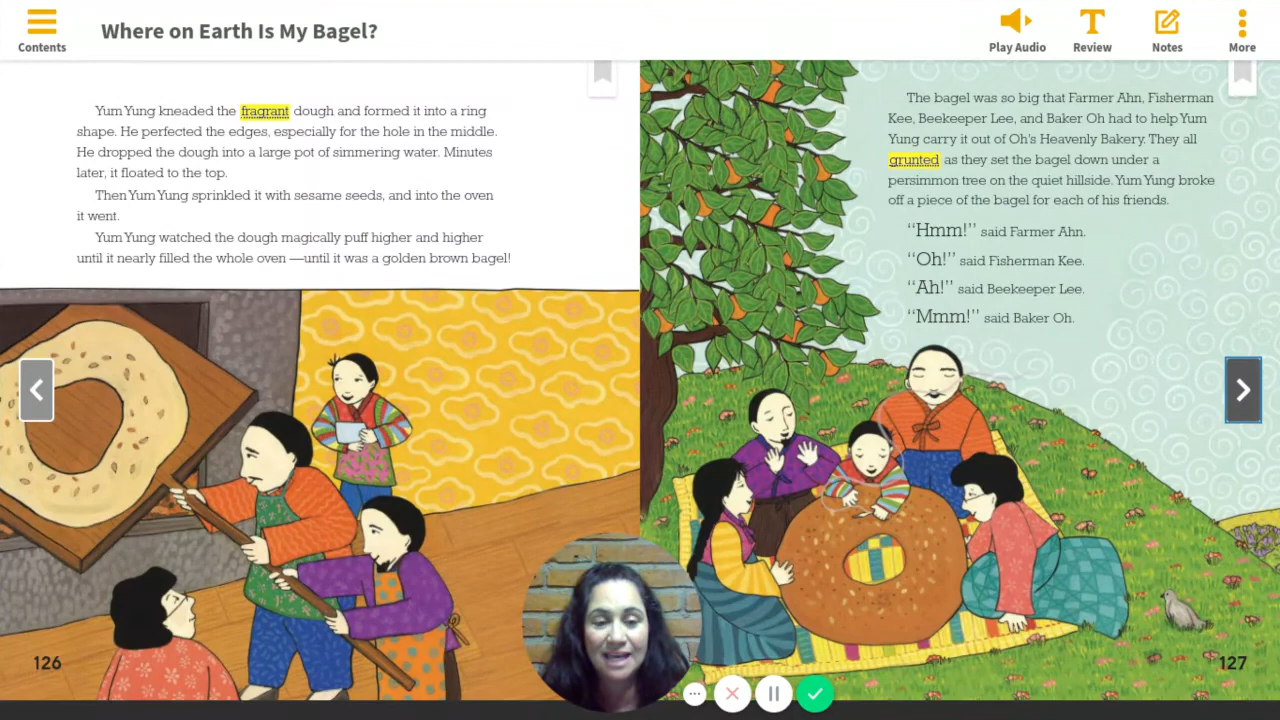 Contents
Where on Earth Is My Bagel?
Play Audio
Review
Notes
More
Yum Yung kneaded the fragrant dough and formed it into a ring
shape. He perfected the edges, especially for the hole in the middle.
He dropped the dough into a large pot of simmering water. Minutes
later, it floated to the top.
Then Yum Yung sprinkled it with sesame seeds, and into the oven
it went.
Yum Yung watched the dough magically puff higher and higher
until it nearly filled the whole oven —until it was a golden brown bagel!
126
The bagel was so big that Farmer Ahn, Fisherman
Kee, Beekeeper Lee, and Baker Oh had to help Yum
Yung carry it out of Oh's Heavenly Bakery. They all
grunted as they set the bagel down under a
persimmon tree on the quiet hillside. Yum Yung broke
off a piece of the bagel for each of his friends.
"Hmm!" said Farmer Ahn.
"Oh!" said Fisherman Kee.
"Ah!" said Beekeeper Lee.
"Mmm!" said Baker Oh.
127